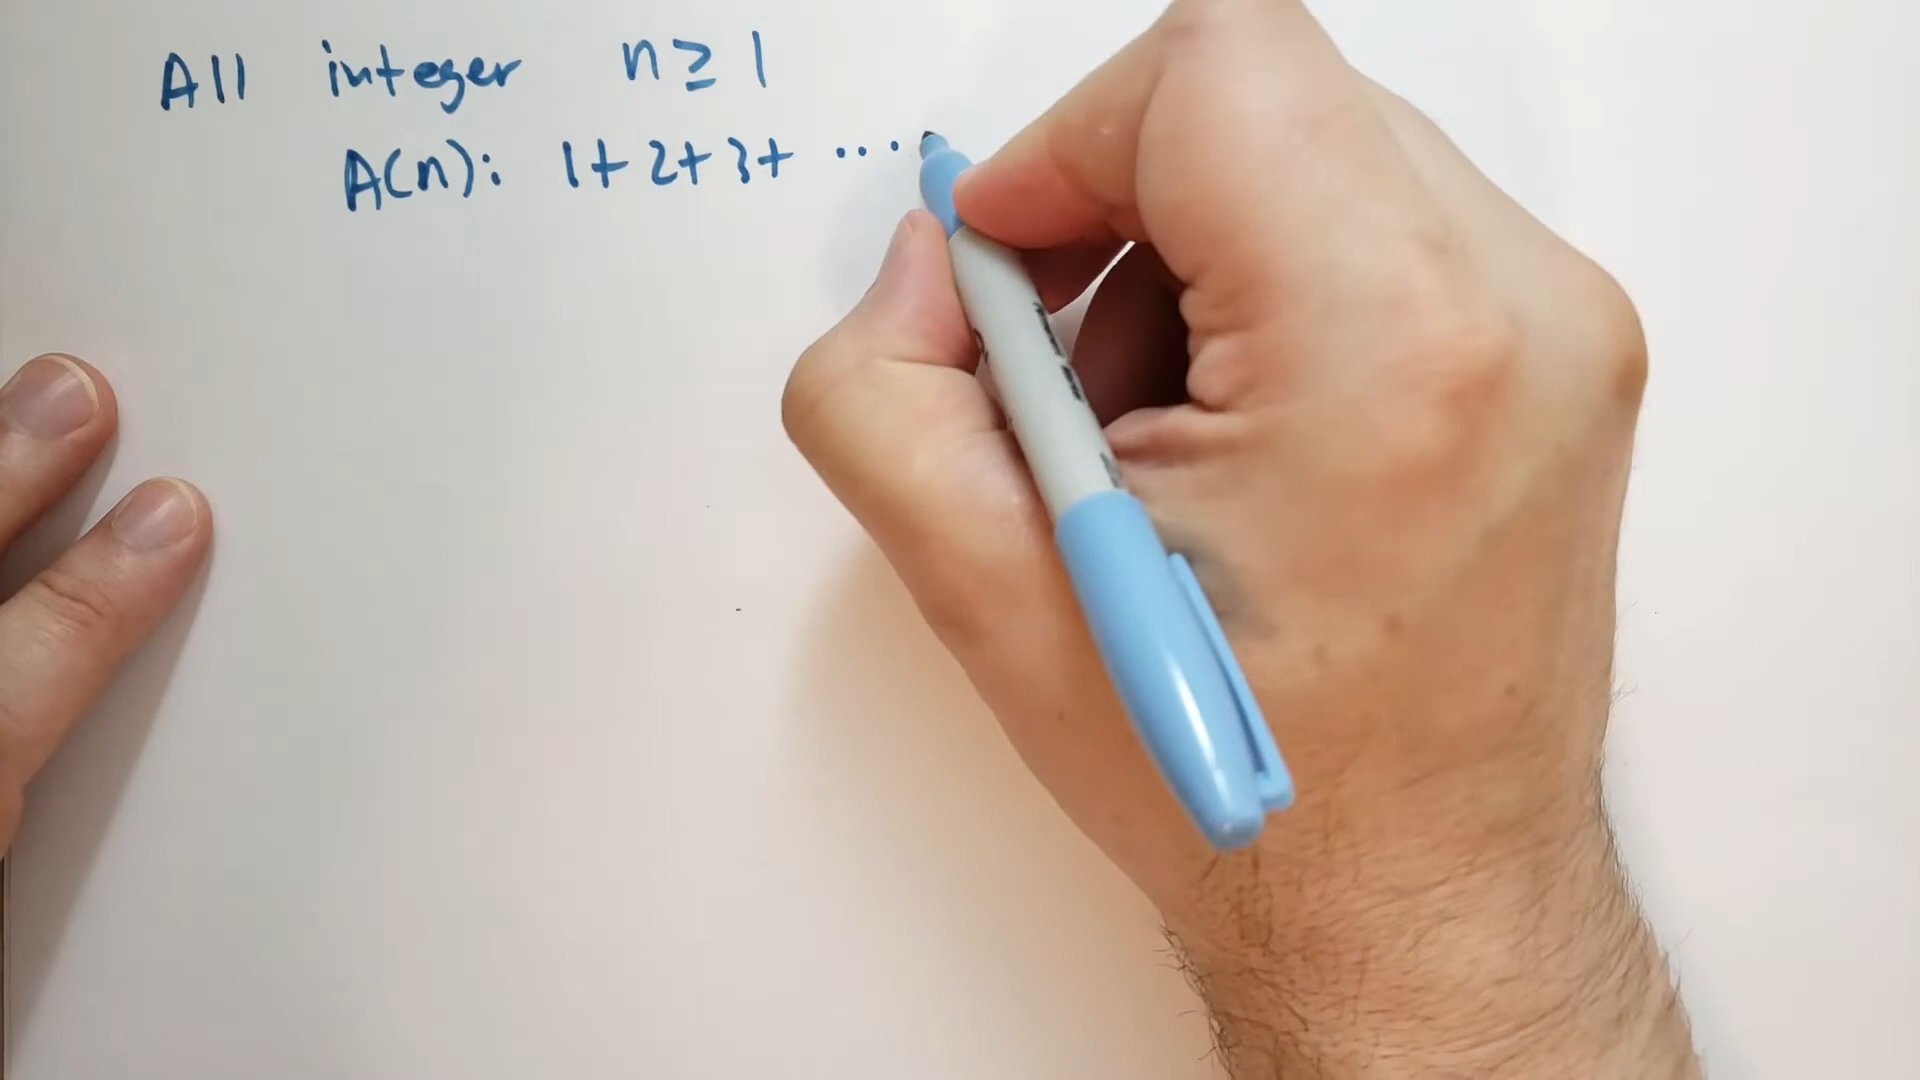 All integer n ≥ 1
A(n): 1+2+3+ ...